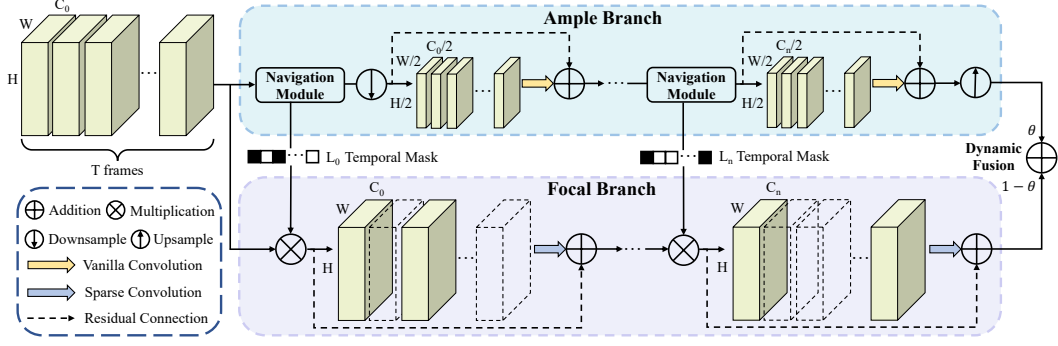 W
C₀
H
T frames
Ample Branch
Navigation
Module
W/2
C₀/2
H/2
Navigation
Module
W/2
Cₙ/2
H/2
L₀ Temporal Mask
Lₙ Temporal Mask
θ
Dynamic
Fusion
1 − θ
Focal Branch
W
C₀
H
W
Cₙ
H
Addition
Multiplication
Downsample
Upsample
Vanilla Convolution
Sparse Convolution
Residual Connection